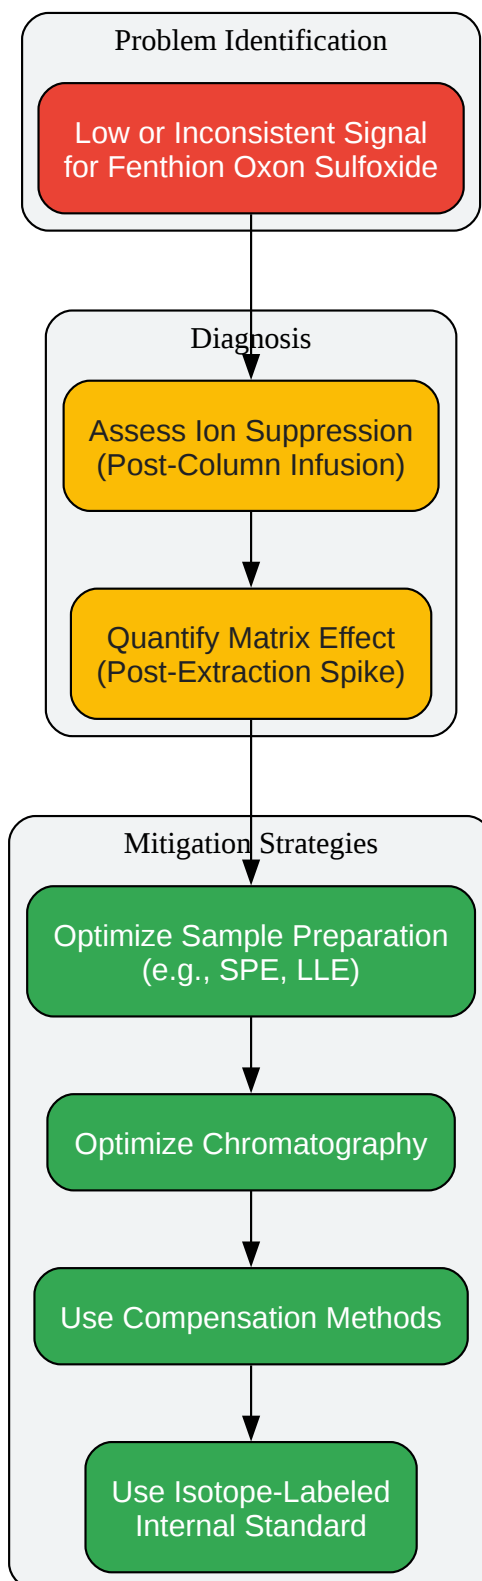 Problem Identification
Low or Inconsistent Signal
for Fenthion Oxon Sulfoxide
Diagnosis
Assess Ion Suppression
(Post-Column Infusion)
Quantify Matrix Effect
(Post-Extraction Spike)
Mitigation Strategies
Optimize Sample Preparation
(e.g., SPE, LLE)
Optimize Chromatography
Use Compensation Methods
Use Isotope-Labeled
Internal Standard